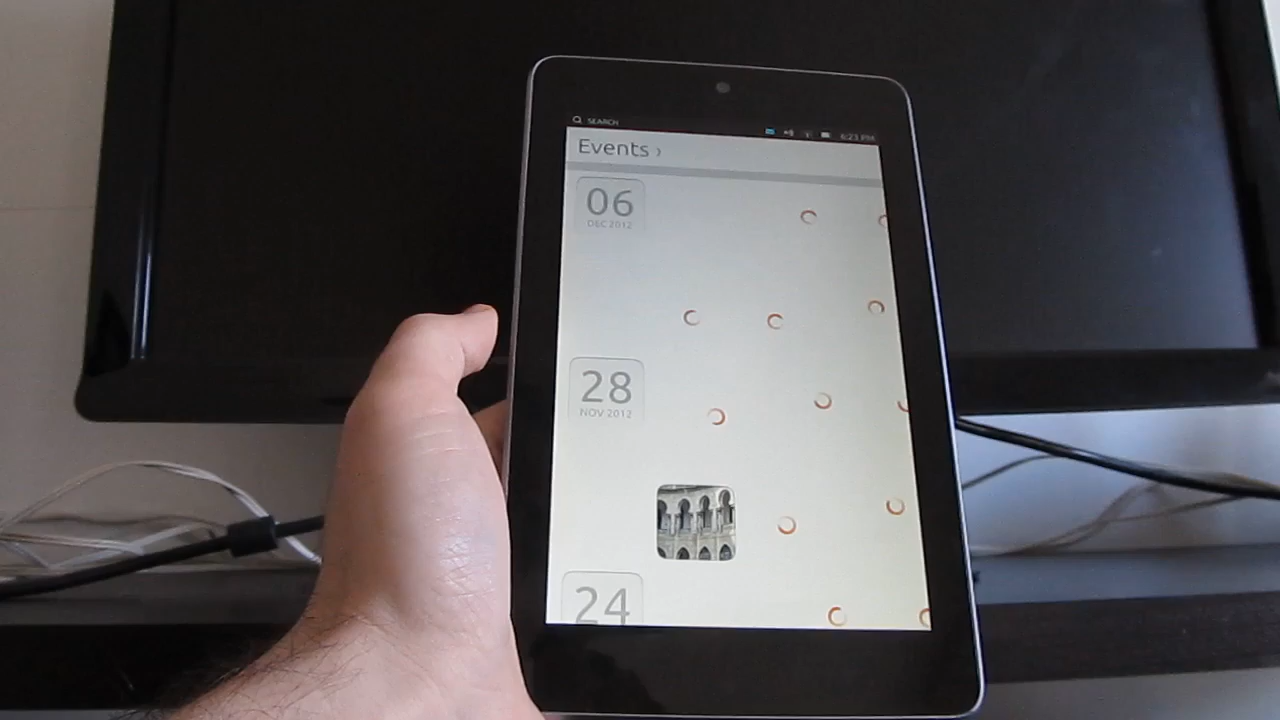 SEARCH
6:23 PM
Events ›
06
DEC 2012
28
NOV 2012
24